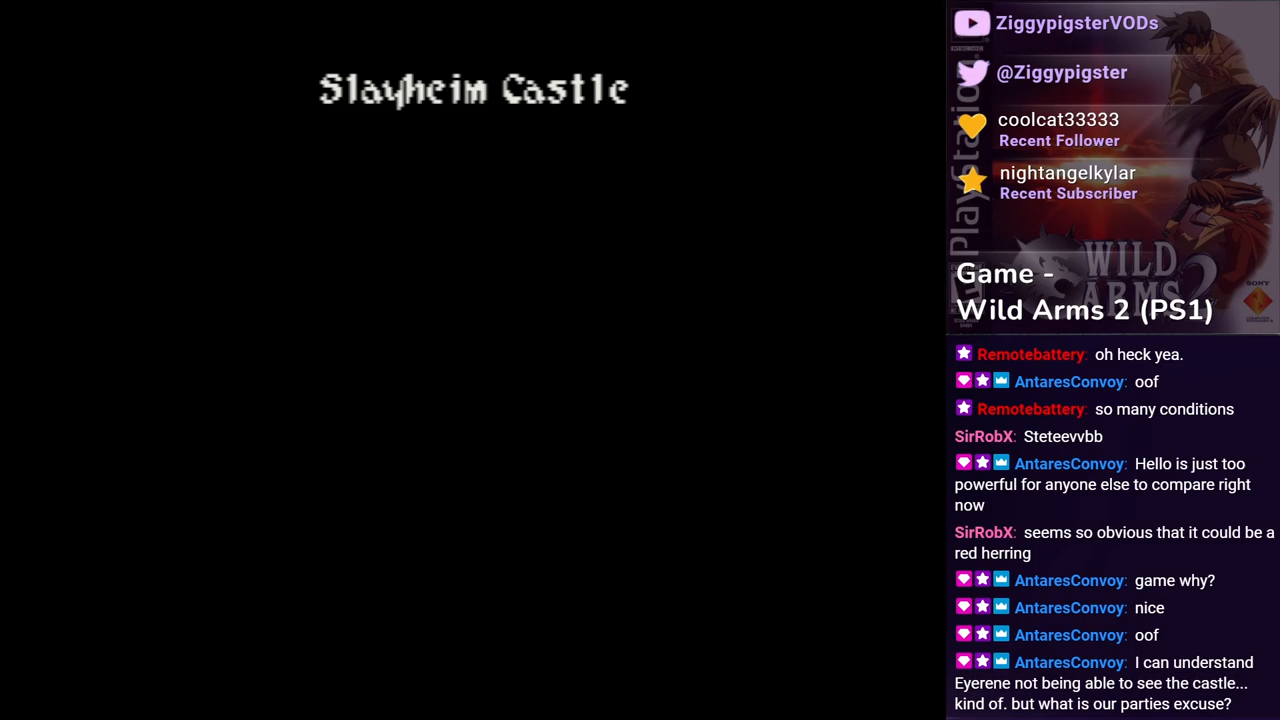 Slayheim Castle
ZiggypigsterVODs
@Ziggypigster
coolcat33333
Recent Follower
nightangelkylar
Recent Subscriber
PlayStation
WILD
ARMS 2
SONY
Game -
Wild Arms 2 (PS1)
Remotebattery: oh heck yea.
AntaresConvoy: oof
Remotebattery: so many conditions
SirRobX: Steteevvbb
AntaresConvoy: Hello is just too
powerful for anyone else to compare right
now
SirRobX: seems so obvious that it could be a
red herring
AntaresConvoy: game why?
AntaresConvoy: nice
AntaresConvoy: oof
AntaresConvoy: I can understand
Eyerene not being able to see the castle...
kind of. but what is our parties excuse?